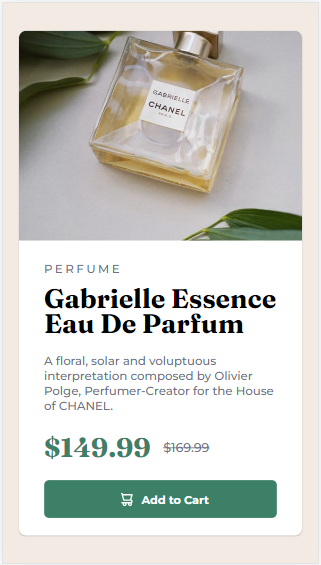 GABRIELLE
CHANEL
PARIS
PERFUME
Gabrielle Essence
Eau De Parfum
A floral, solar and voluptuous
interpretation composed by Olivier
Polge, Perfumer-Creator for the House
of CHANEL.
$149.99 $169.99
Add to Cart